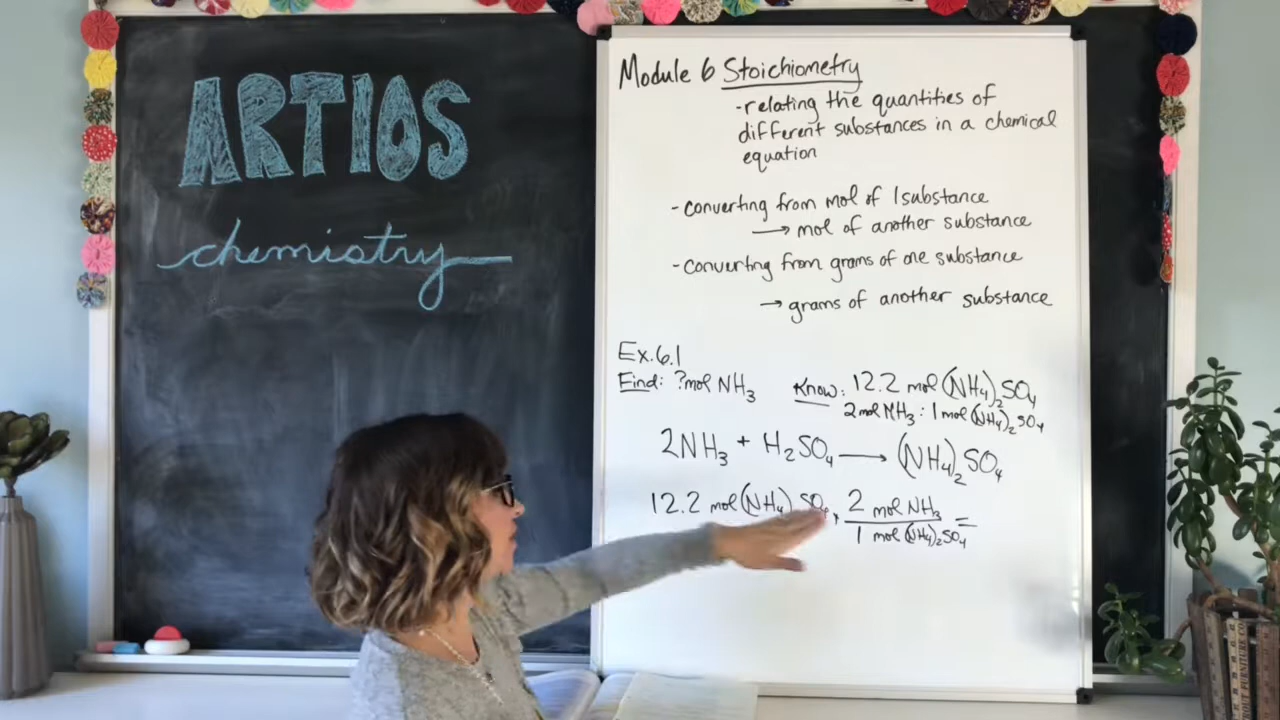 ARTIOS
chemistry
Module 6 Stoichiometry
-relating the quantities of
different substances in a chemical
equation
-converting from mol of 1 substance
→ mol of another substance
-converting from grams of one substance
→ grams of another substance
Ex. 6.1
Find: ?mol NH₃ Know: 12.2 mol (NH₄)₂SO₄
2 mol NH₃ : 1 mol (NH₄)₂SO₄
2NH₃ + H₂SO₄ → (NH₄)₂SO₄
12.2 mol (NH₄) SO₄ 2 mol NH₃ =
1 mol (NH₄)₂SO₄